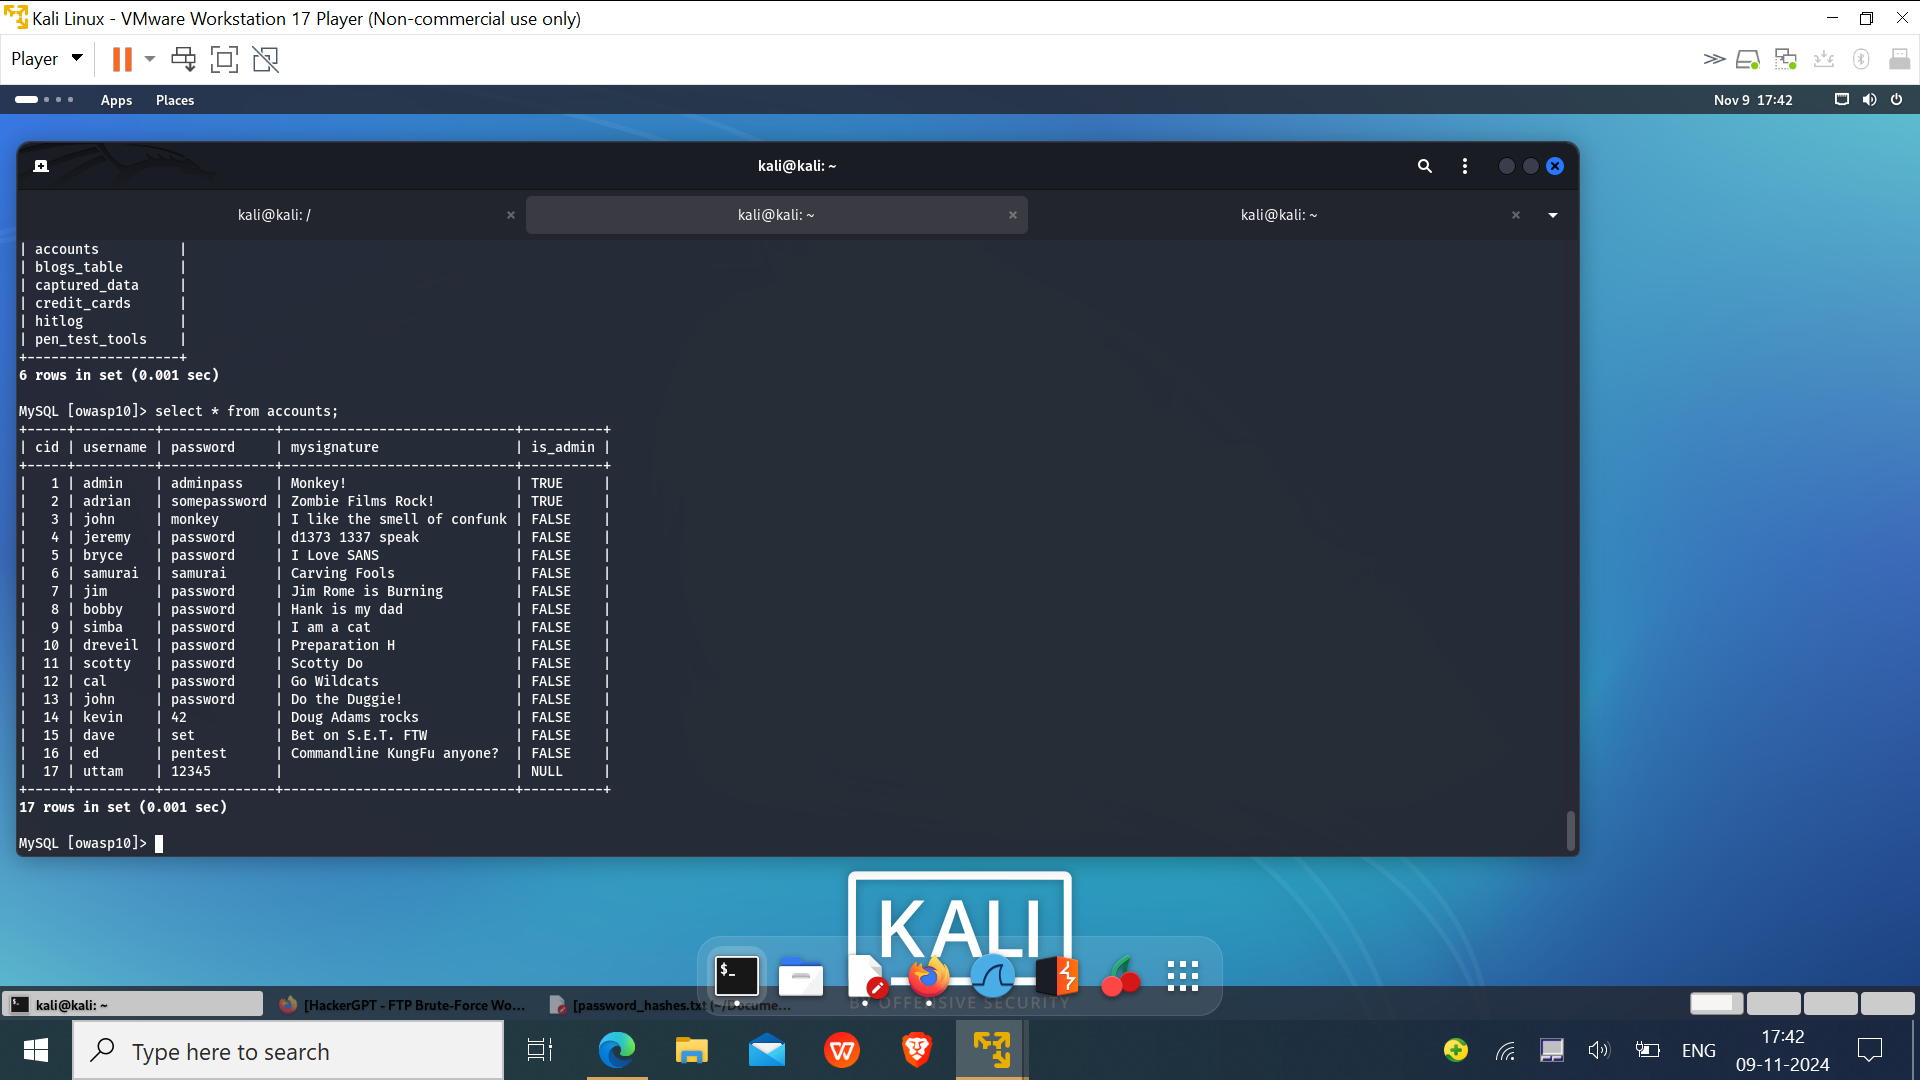 Kali Linux - VMware Workstation 17 Player (Non-commercial use only)
Player
Apps Places Nov 9 17:42
kali@kali: ~
kali@kali: / kali@kali: ~ kali@kali: ~
| accounts |
| blogs_table |
| captured_data |
| credit_cards |
| hitlog |
| pen_test_tools |
+-------------------+
6 rows in set (0.001 sec)
MySQL [owasp10]> select * from accounts;
+-----+----------+--------------+-----------------------------+----------+
| cid | username | password | mysignature | is_admin |
+-----+----------+--------------+-----------------------------+----------+
| 1 | admin | adminpass | Monkey! | TRUE |
| 2 | adrian | somepassword | Zombie Films Rock! | TRUE |
| 3 | john | monkey | I like the smell of confunk | FALSE |
| 4 | jeremy | password | d1373 1337 speak | FALSE |
| 5 | bryce | password | I Love SANS | FALSE |
| 6 | samurai | samurai | Carving Fools | FALSE |
| 7 | jim | password | Jim Rome is Burning | FALSE |
| 8 | bobby | password | Hank is my dad | FALSE |
| 9 | simba | password | I am a cat | FALSE |
| 10 | dreveil | password | Preparation H | FALSE |
| 11 | scotty | password | Scotty Do | FALSE |
| 12 | cal | password | Go Wildcats | FALSE |
| 13 | john | password | Do the Duggie! | FALSE |
| 14 | kevin | 42 | Doug Adams rocks | FALSE |
| 15 | dave | set | Bet on S.E.T. FTW | FALSE |
| 16 | ed | pentest | Commandline KungFu anyone? | FALSE |
| 17 | uttam | 12345 | | NULL |
+-----+----------+--------------+-----------------------------+----------+
17 rows in set (0.001 sec)
MySQL [owasp10]>
KALI
BY OFFENSIVE SECURITY
kali@kali: ~ [HackerGPT - FTP Brute-Force Wo... [password_hashes.txt (~/Docume...
Type here to search ENG 17:42
09-11-2024